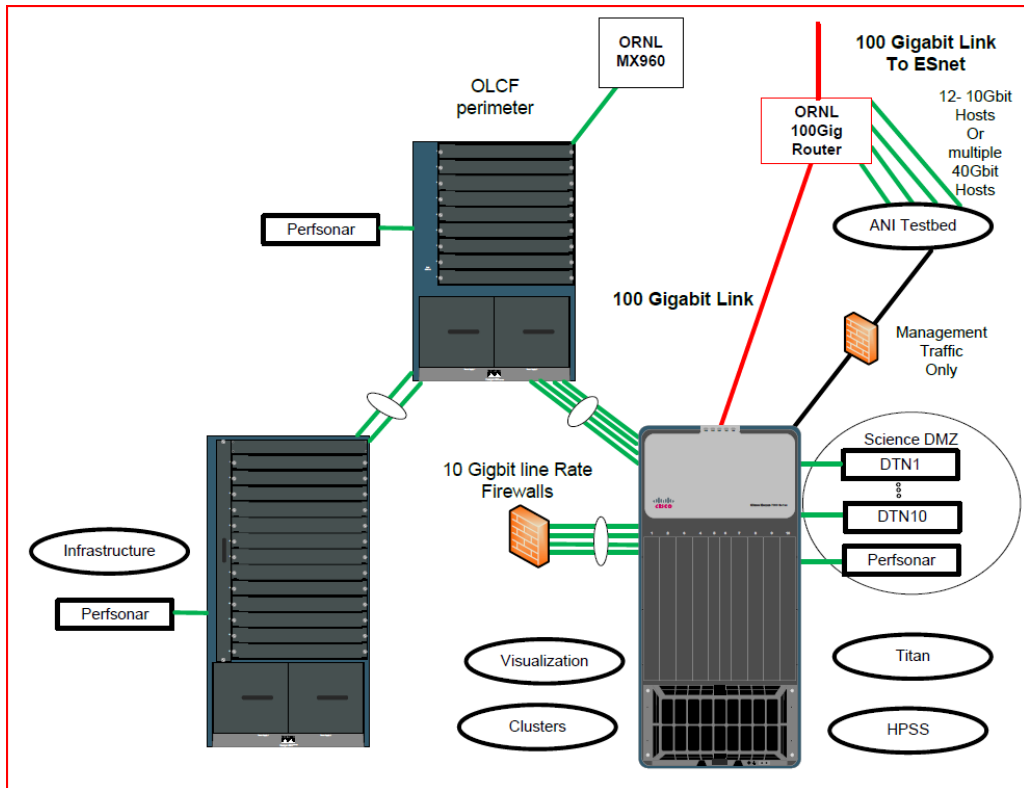 ORNL
MX960
OLCF
perimeter
100 Gigabit Link
To ESnet
ORNL
100Gig
Router
12- 10Gbit
Hosts
Or
multiple
40Gbit
Hosts
ANI Testbed
Perfsonar
100 Gigabit Link
Management
Traffic
Only
Science DMZ
DTN1
DTN10
Perfsonar
10 Gigbit line Rate
Firewalls
cisco
Infrastructure
Perfsonar
Visualization
Titan
Clusters
HPSS